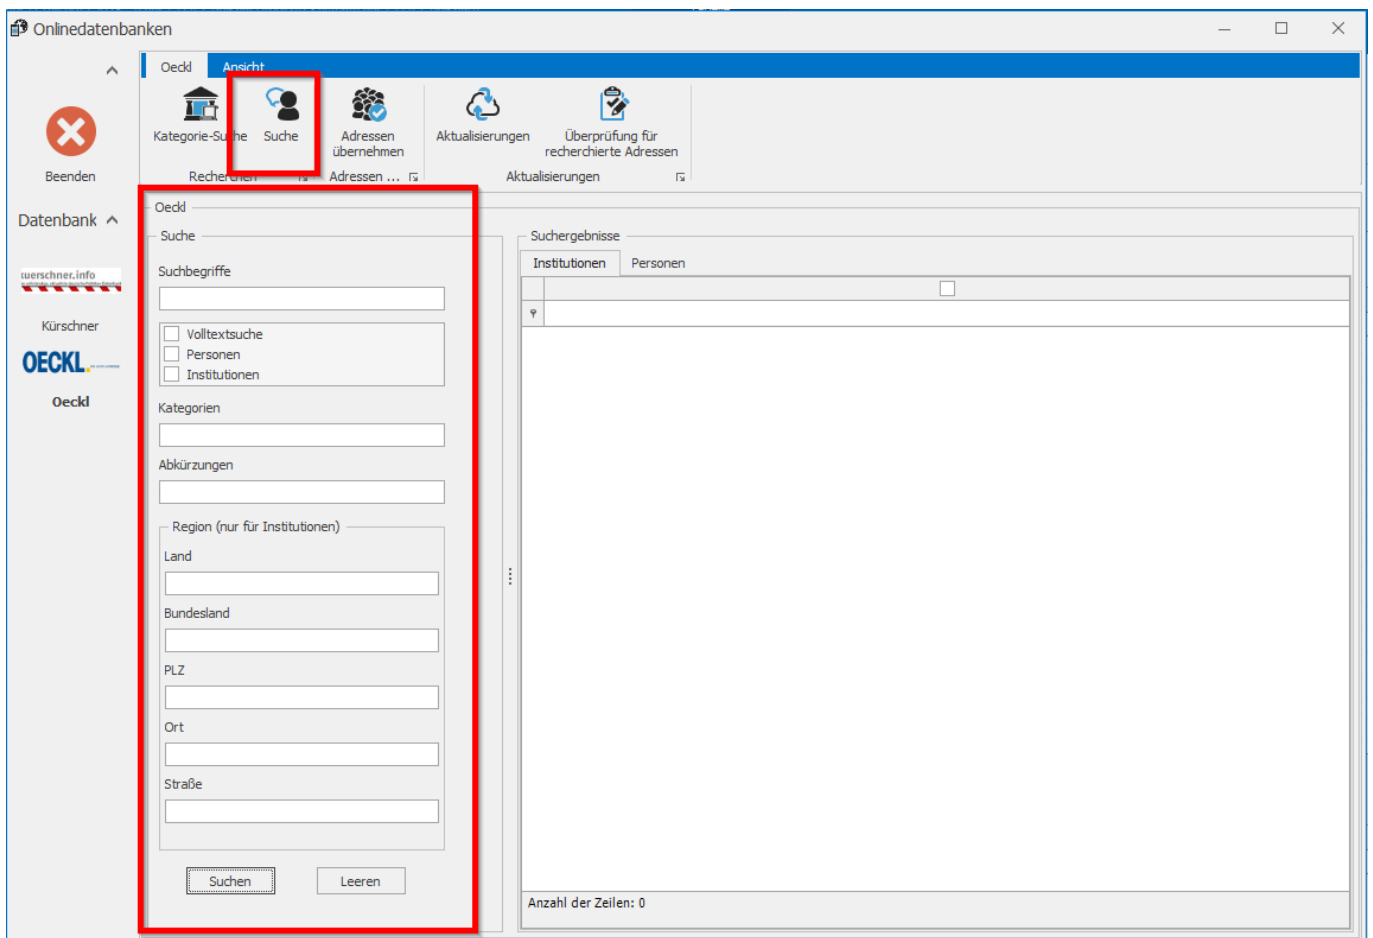 Onlinedatenbanken
Oeckl Ansicht
Kategorie-Suche Suche Adressen übernehmen Aktualisierungen Überprüfung für recherchierte Adressen
Beenden
Recherchen Adressen ... Aktualisierungen
Datenbank
Oeckl
Suche
Suchergebnisse
Suchbegriffe
Institutionen Personen
kuerschner.info
Volltextsuche
Personen
Institutionen
Kürschner
OECKL.
Oeckl
Kategorien
Abkürzungen
Region (nur für Institutionen)
Land
Bundesland
PLZ
Ort
Straße
Suchen Leeren
Anzahl der Zeilen: 0